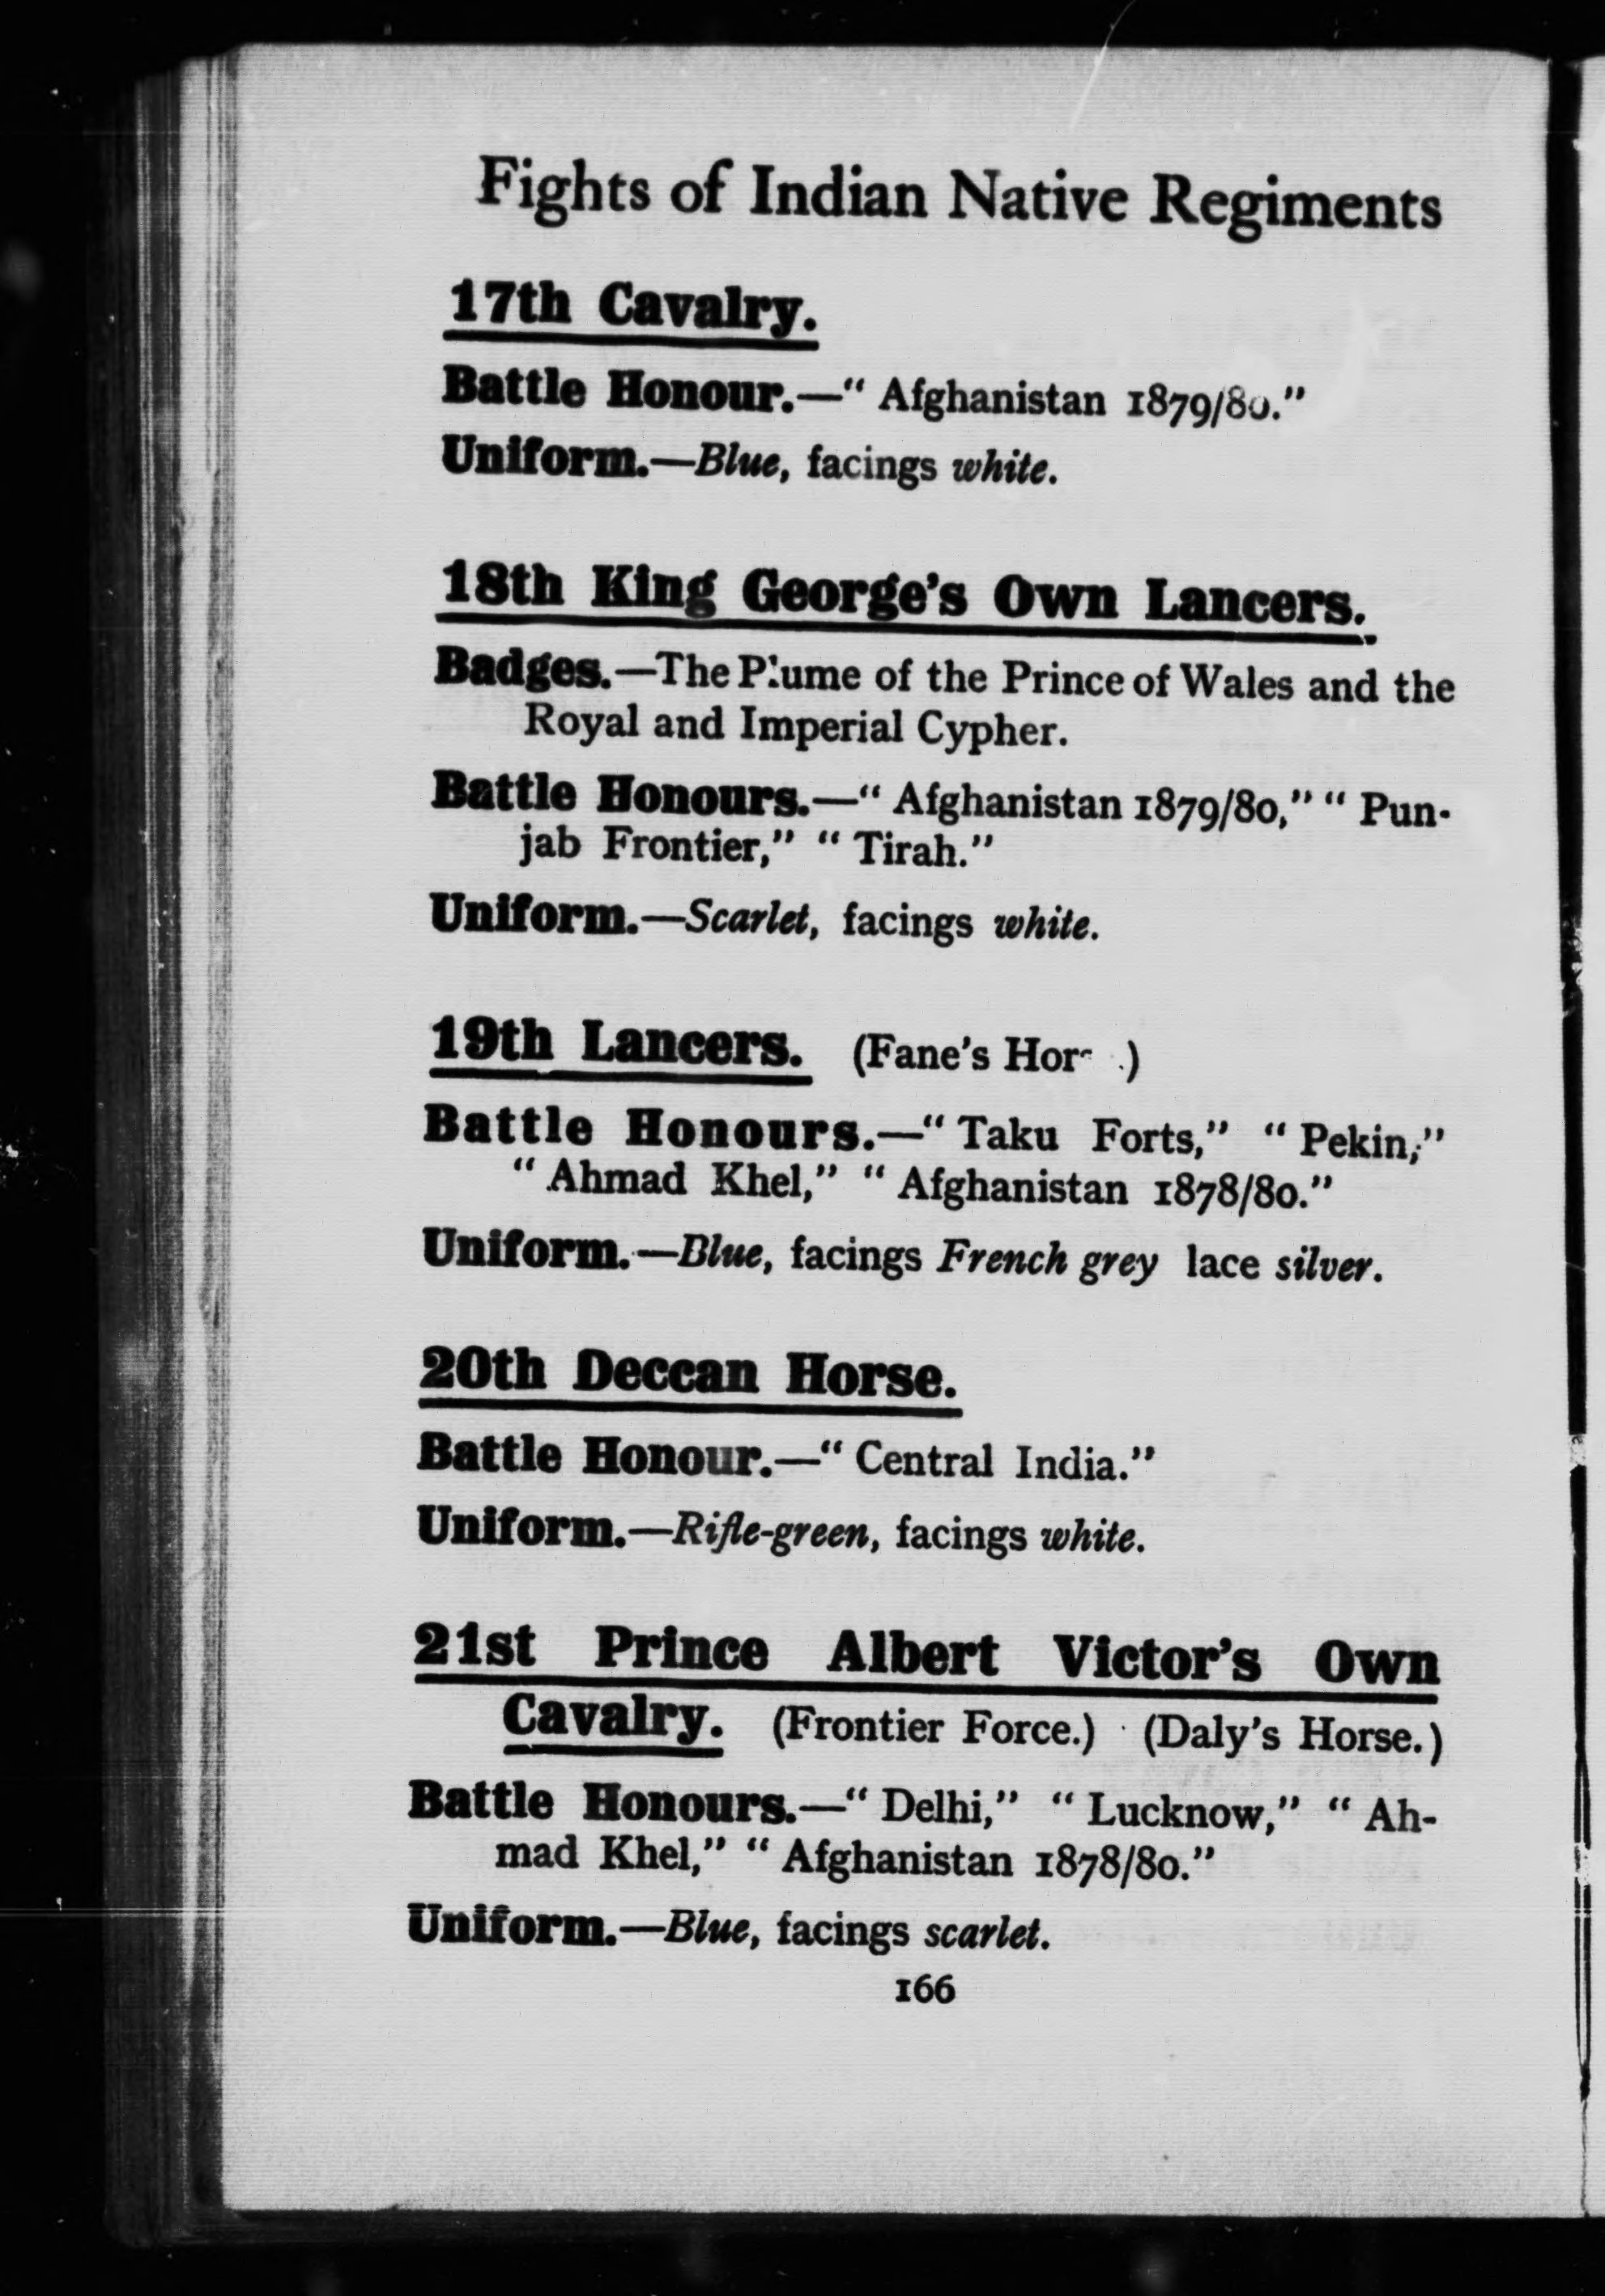 Fights of Indian Native Regiments
17th Cavalry.
Battle Honour.—“ Afghanistan 1879/80.”
Uniform.—Blue, facings white.
18th King George’s Own Lancers.
Badges.—The Plume of the Prince of Wales and the
Royal and Imperial Cypher.
Battle Honours.—“ Afghanistan 1879/80,” “ Pun-
jab Frontier,” “ Tirah.”
Uniform.—Scarlet, facings white.
19th Lancers. (Fane’s
Battle Honours.—“ Taku Forts,” “ Pekin,”
“ Ahmad Khel,” “ Afghanistan 1878/80.”
Uniform.—Blue, facings French grey lace silver.
20th Deccan Horse.
Battle Honour.—“ Central India.”
Uniform.—Rifle-green, facings white.
21st Prince Albert Victor’s Own
Cavalry. (Frontier Force.) (Daly’s Horse.)
Battle Honours.—“ Delhi,” “ Lucknow,” “ Ah-
mad Khel,” “ Afghanistan 1878/80.”
Uniform.—Blue, facings scarlet.
166